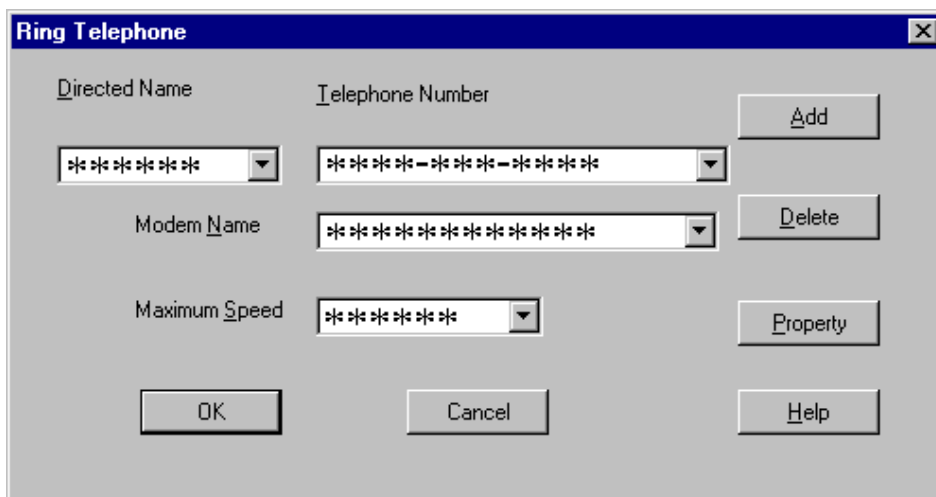 Ring Telephone
Directed Name
Telephone Number
Add
******
****-***-****
Modem Name
************
Delete
Maximum Speed
******
Property
OK
Cancel
Help